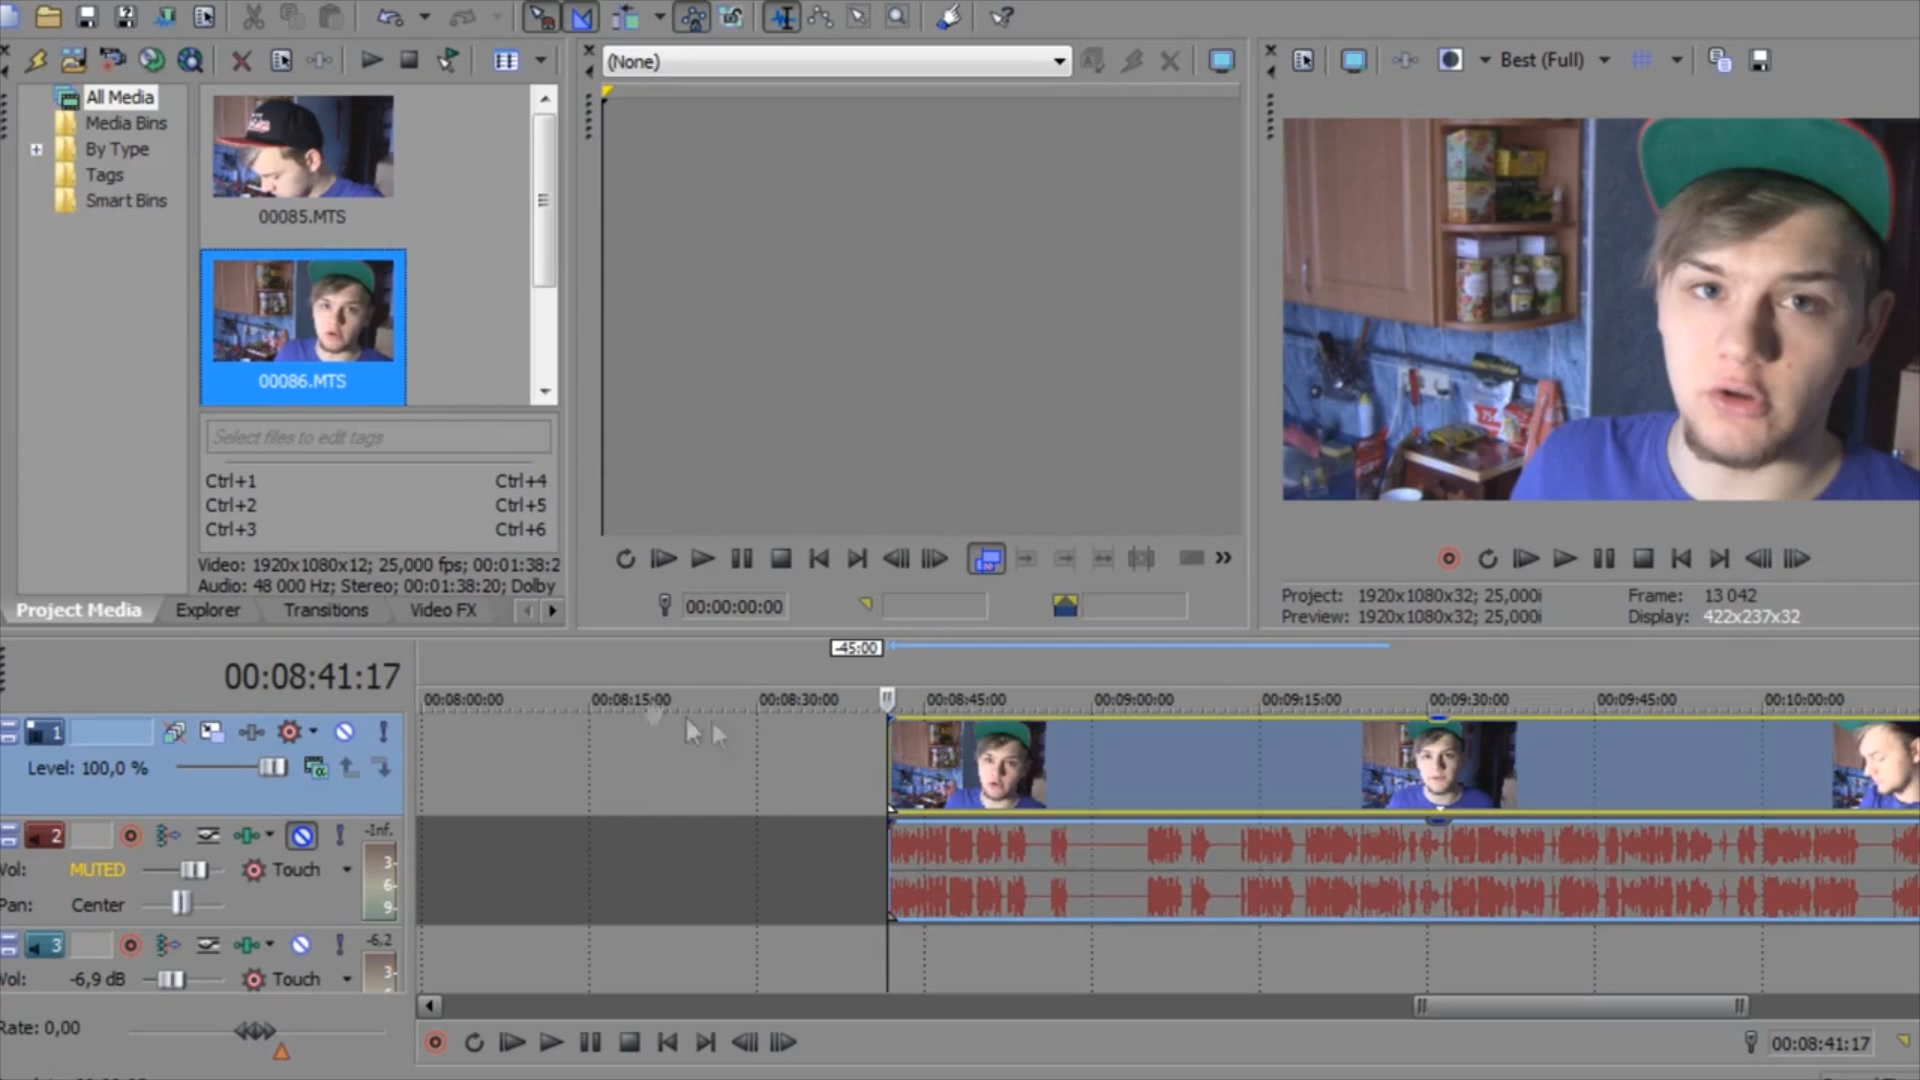 (None)
Best (Full)
All Media
Media Bins
By Type
Tags
Smart Bins
00085.MTS
00086.MTS
Select files to edit tags
Ctrl+1
Ctrl+4
Ctrl+2
Ctrl+5
Ctrl+3
Ctrl+6
Video: 1920x1080x12; 25,000 fps; 00:01:38:2
Audio: 48 000 Hz; Stereo; 00:01:38:20; Dolby
Project Media
Explorer
Transitions
Video FX
00:00:00:00
Project: 1920x1080x32; 25,000i
Frame: 13 042
Preview: 1920x1080x32; 25,000i
Display: 422x237x32
-45:00
00:08:41:17
00:08:00:00
00:08:15:00
00:08:30:00
00:08:45:00
00:09:00:00
00:09:15:00
00:09:30:00
00:09:45:00
00:10:00:00
1
Level: 100,0 %
2
-Inf.
Vol: MUTED
Touch
3-
6-
9-
Pan: Center
3
-6,2
Vol: -6,9 dB
Touch
3-
Rate: 0,00
00:08:41:17